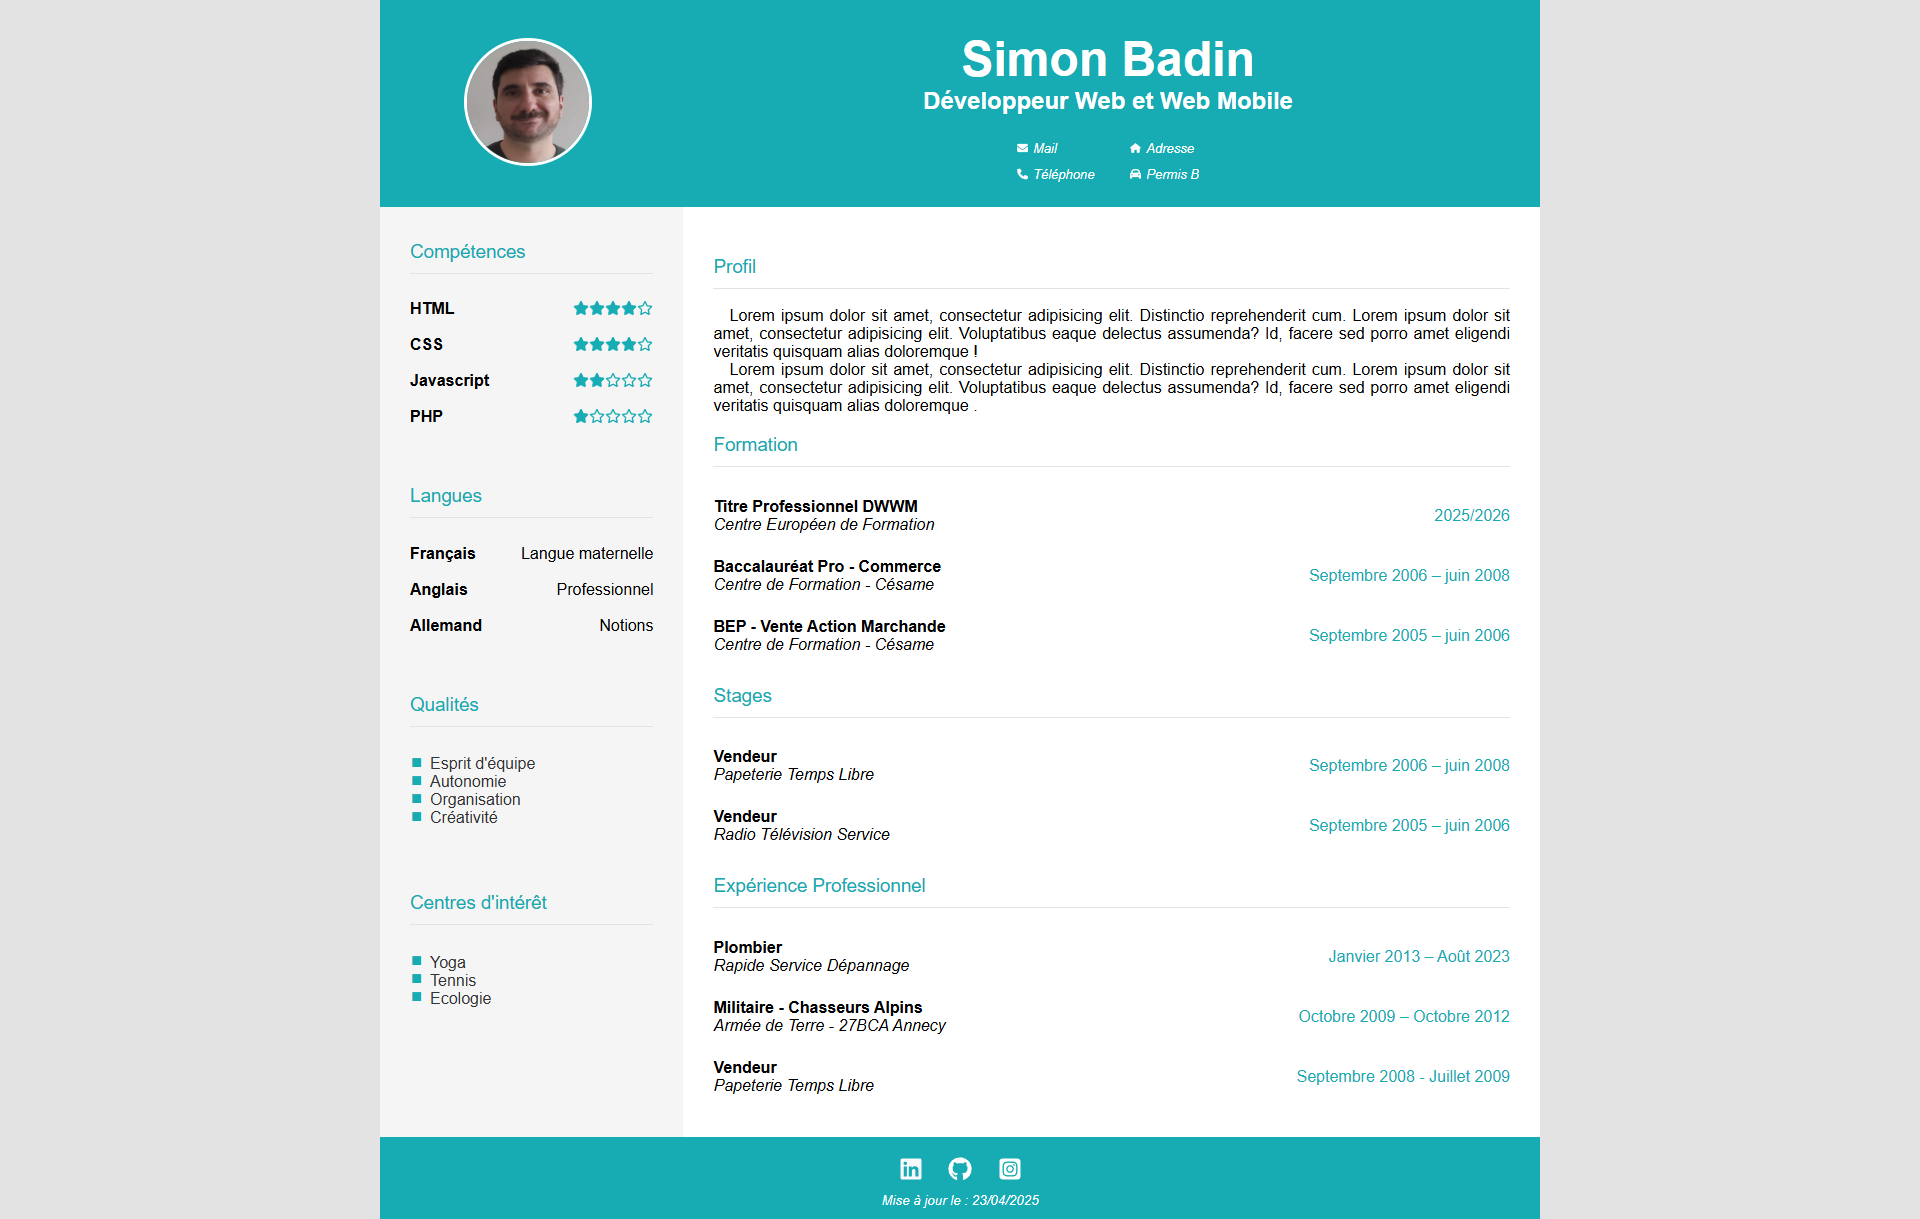 Simon Badin
Développeur Web et Web Mobile
Mail
Adresse
Téléphone
Permis B
Compétences
HTML
CSS
Javascript
PHP
Langues
Français Langue maternelle
Anglais Professionnel
Allemand Notions
Qualités
Esprit d'équipe
Autonomie
Organisation
Créativité
Centres d'intérêt
Yoga
Tennis
Ecologie
Profil
Lorem ipsum dolor sit amet, consectetur adipisicing elit. Distinctio reprehenderit cum. Lorem ipsum dolor sit
amet, consectetur adipisicing elit. Voluptatibus eaque delectus assumenda? Id, facere sed porro amet eligendi
veritatis quisquam alias doloremque !
Lorem ipsum dolor sit amet, consectetur adipisicing elit. Distinctio reprehenderit cum. Lorem ipsum dolor sit
amet, consectetur adipisicing elit. Voluptatibus eaque delectus assumenda? Id, facere sed porro amet eligendi
veritatis quisquam alias doloremque .
Formation
Titre Professionnel DWWM
Centre Européen de Formation
2025/2026
Baccalauréat Pro - Commerce
Centre de Formation - Césame
Septembre 2006 – juin 2008
BEP - Vente Action Marchande
Centre de Formation - Césame
Septembre 2005 – juin 2006
Stages
Vendeur
Papeterie Temps Libre
Septembre 2006 – juin 2008
Vendeur
Radio Télévision Service
Septembre 2005 – juin 2006
Expérience Professionnel
Plombier
Rapide Service Dépannage
Janvier 2013 – Août 2023
Militaire - Chasseurs Alpins
Armée de Terre - 27BCA Annecy
Octobre 2009 – Octobre 2012
Vendeur
Papeterie Temps Libre
Septembre 2008 - Juillet 2009
Mise à jour le : 23/04/2025